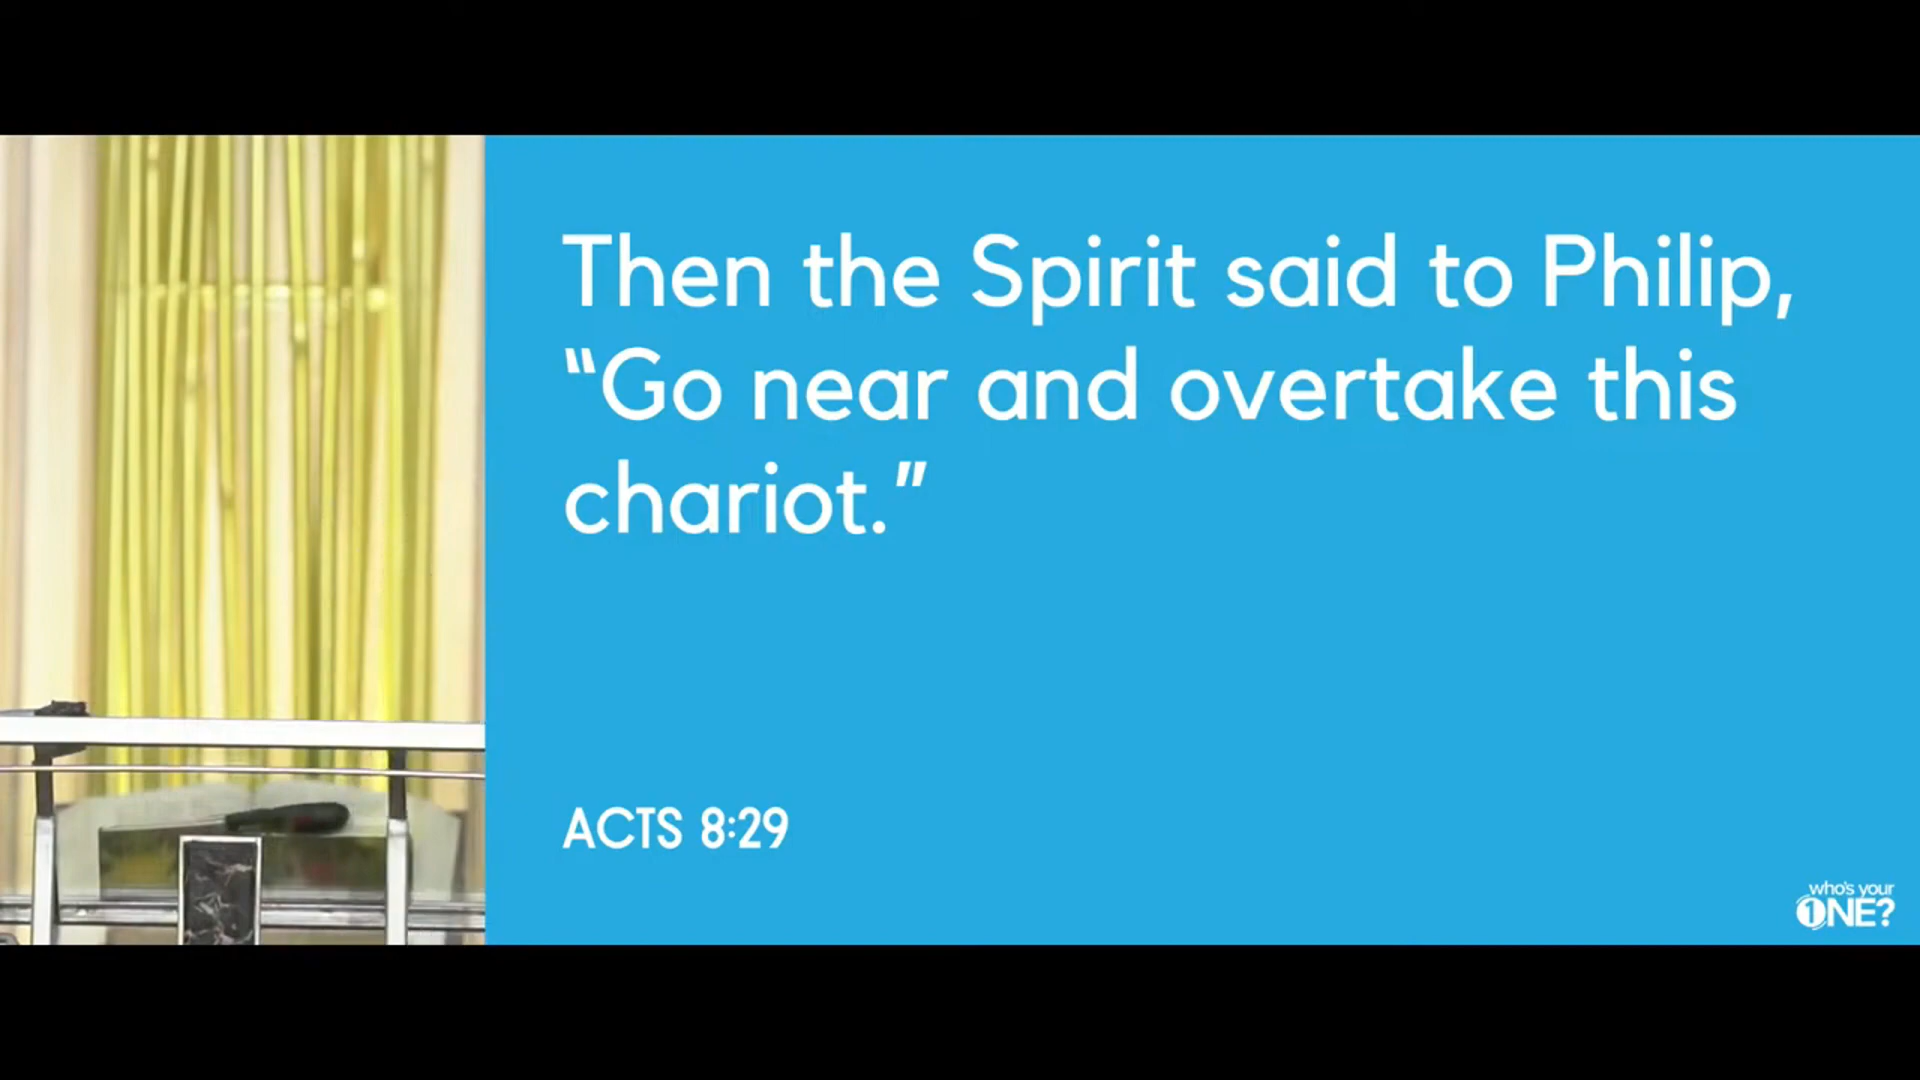 Then the Spirit said to Philip,
“Go near and overtake this
chariot.”
ACTS 8:29
who's your
1NE?